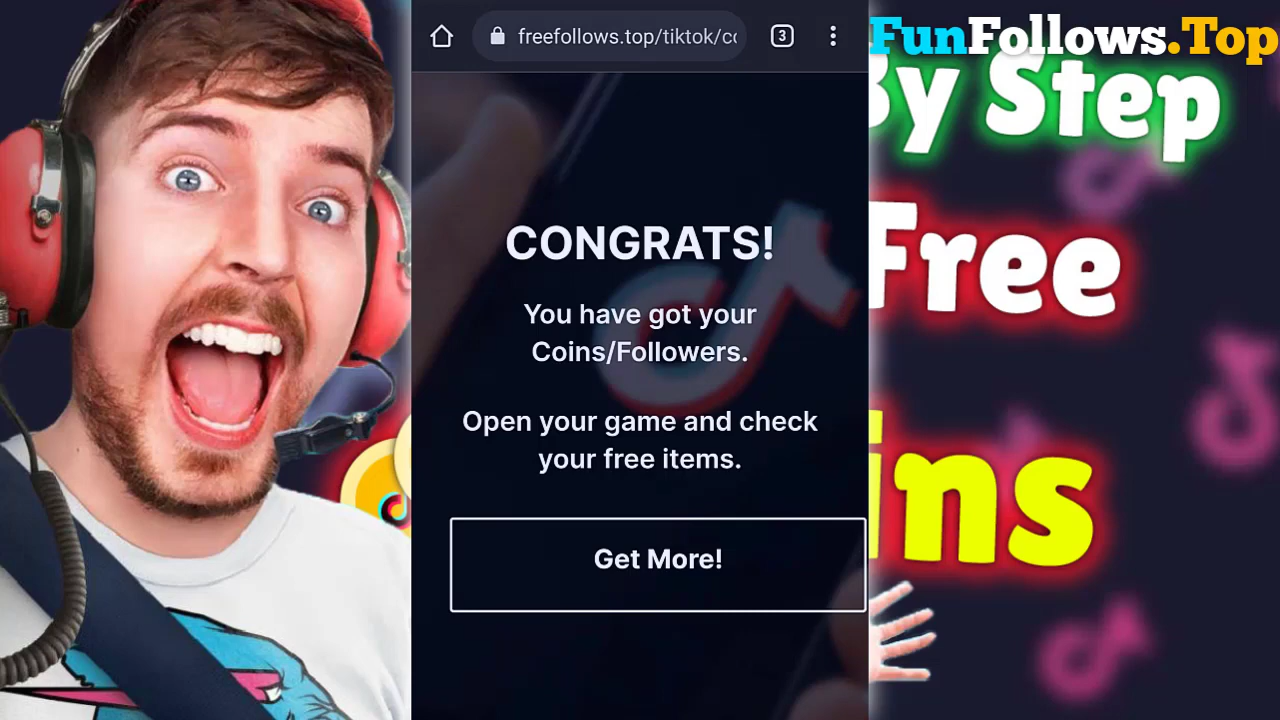 freefollows.top/tiktok/co
3
FunFollows.Top
By Step
Free
ins
CONGRATS!
You have got your
Coins/Followers.
Open your game and check
your free items.
Get More!